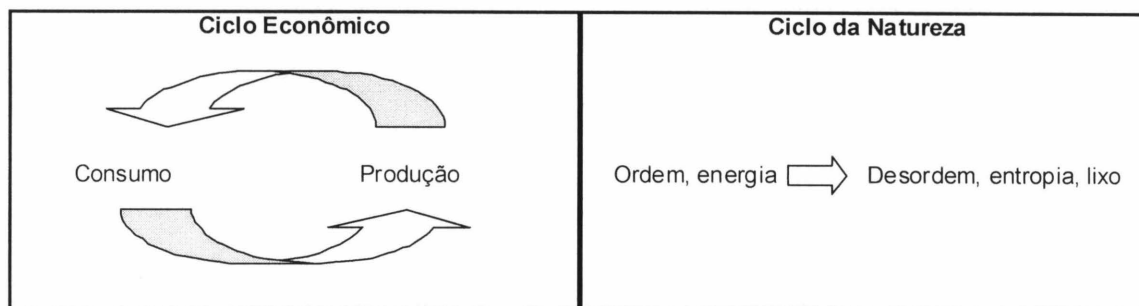 Ciclo Econômico
Consumo Produção
Ciclo da Natureza
Ordem, energia Desordem, entropia, lixo